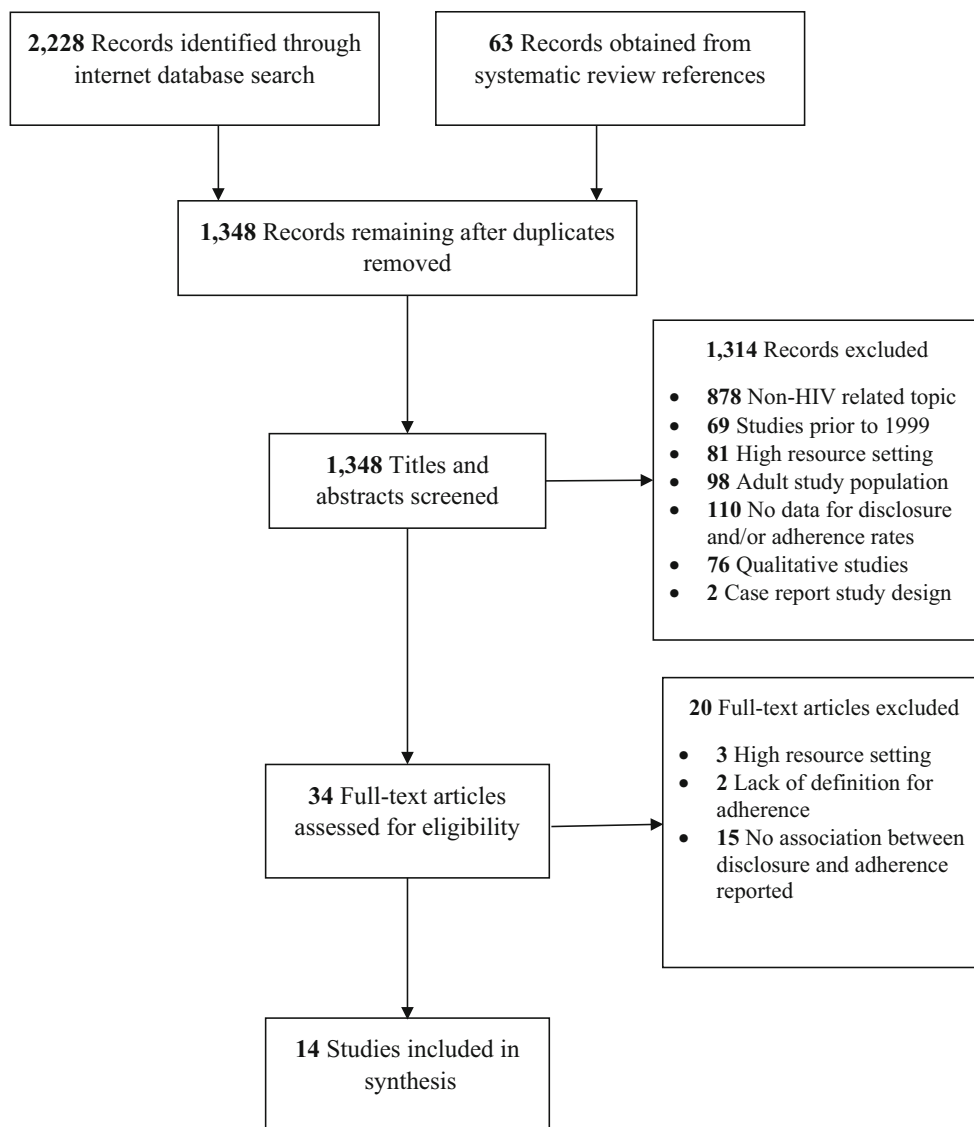 2,228 Records identified through
internet database search
63 Records obtained from
systematic review references
1,348 Records remaining after duplicates
removed
1,348 Titles and
abstracts screened
1,314 Records excluded
• 878 Non-HIV related topic
• 69 Studies prior to 1999
• 81 High resource setting
• 98 Adult study population
• 110 No data for disclosure
and/or adherence rates
• 76 Qualitative studies
• 2 Case report study design
34 Full-text articles
assessed for eligibility
20 Full-text articles excluded
• 3 High resource setting
• 2 Lack of definition for
adherence
• 15 No association between
disclosure and adherence
reported
14 Studies included in
synthesis